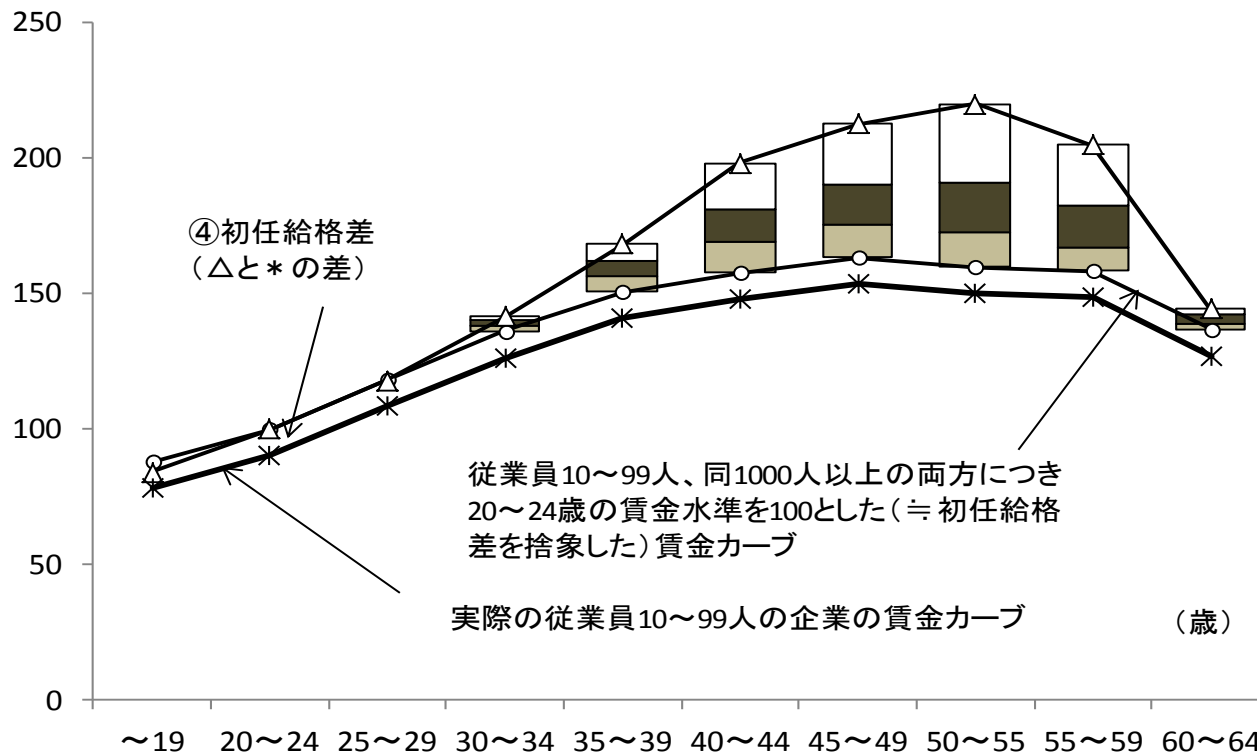 250
200
150
100
50
0
④初任給格差
(△と＊の差)
従業員10～99人、同1000人以上の両方につき
20～24歳の賃金水準を100とした(≒初任給格
差を捨象した)賃金カーブ
実際の従業員10～99人の企業の賃金カーブ
(歳)
～19 20～24 25～29 30～34 35～39 40～44 45～49 50～55 55～59 60～64